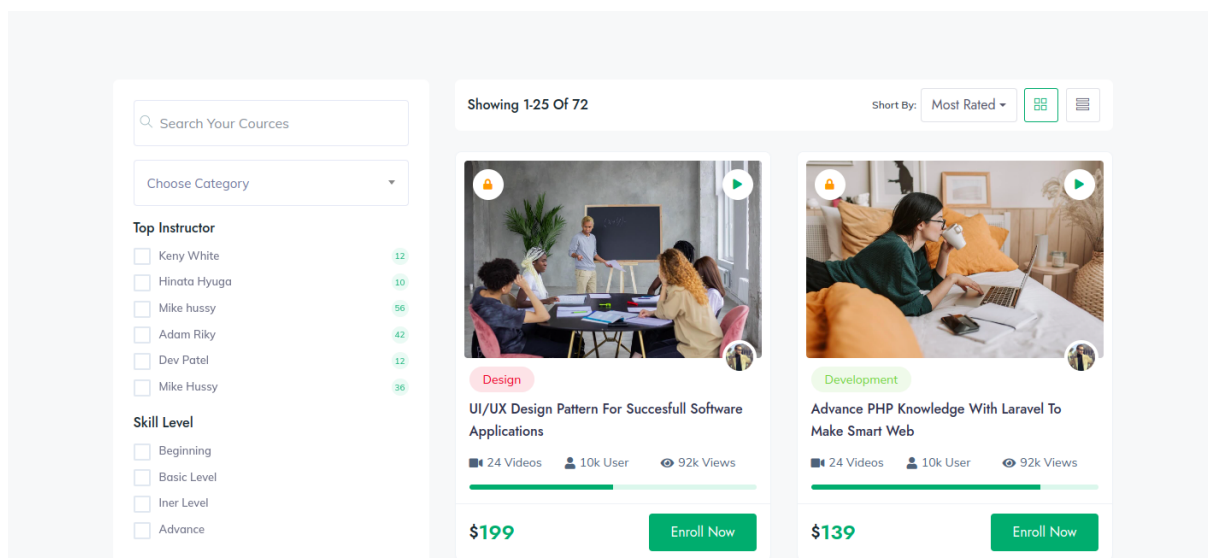 Search Your Cources
Choose Category
Top Instructor
Keny White 12
Hinata Hyuga 10
Mike hussy 56
Adam Riky 42
Dev Patel 12
Mike Hussy 36
Skill Level
Beginning
Basic Level
Iner Level
Advance
Showing 1-25 Of 72
Short By: Most Rated
Design
UI/UX Design Pattern For Succesfull Software
Applications
24 Videos 10k User 92k Views
$199 Enroll Now
Development
Advance PHP Knowledge With Laravel To
Make Smart Web
24 Videos 10k User 92k Views
$139 Enroll Now